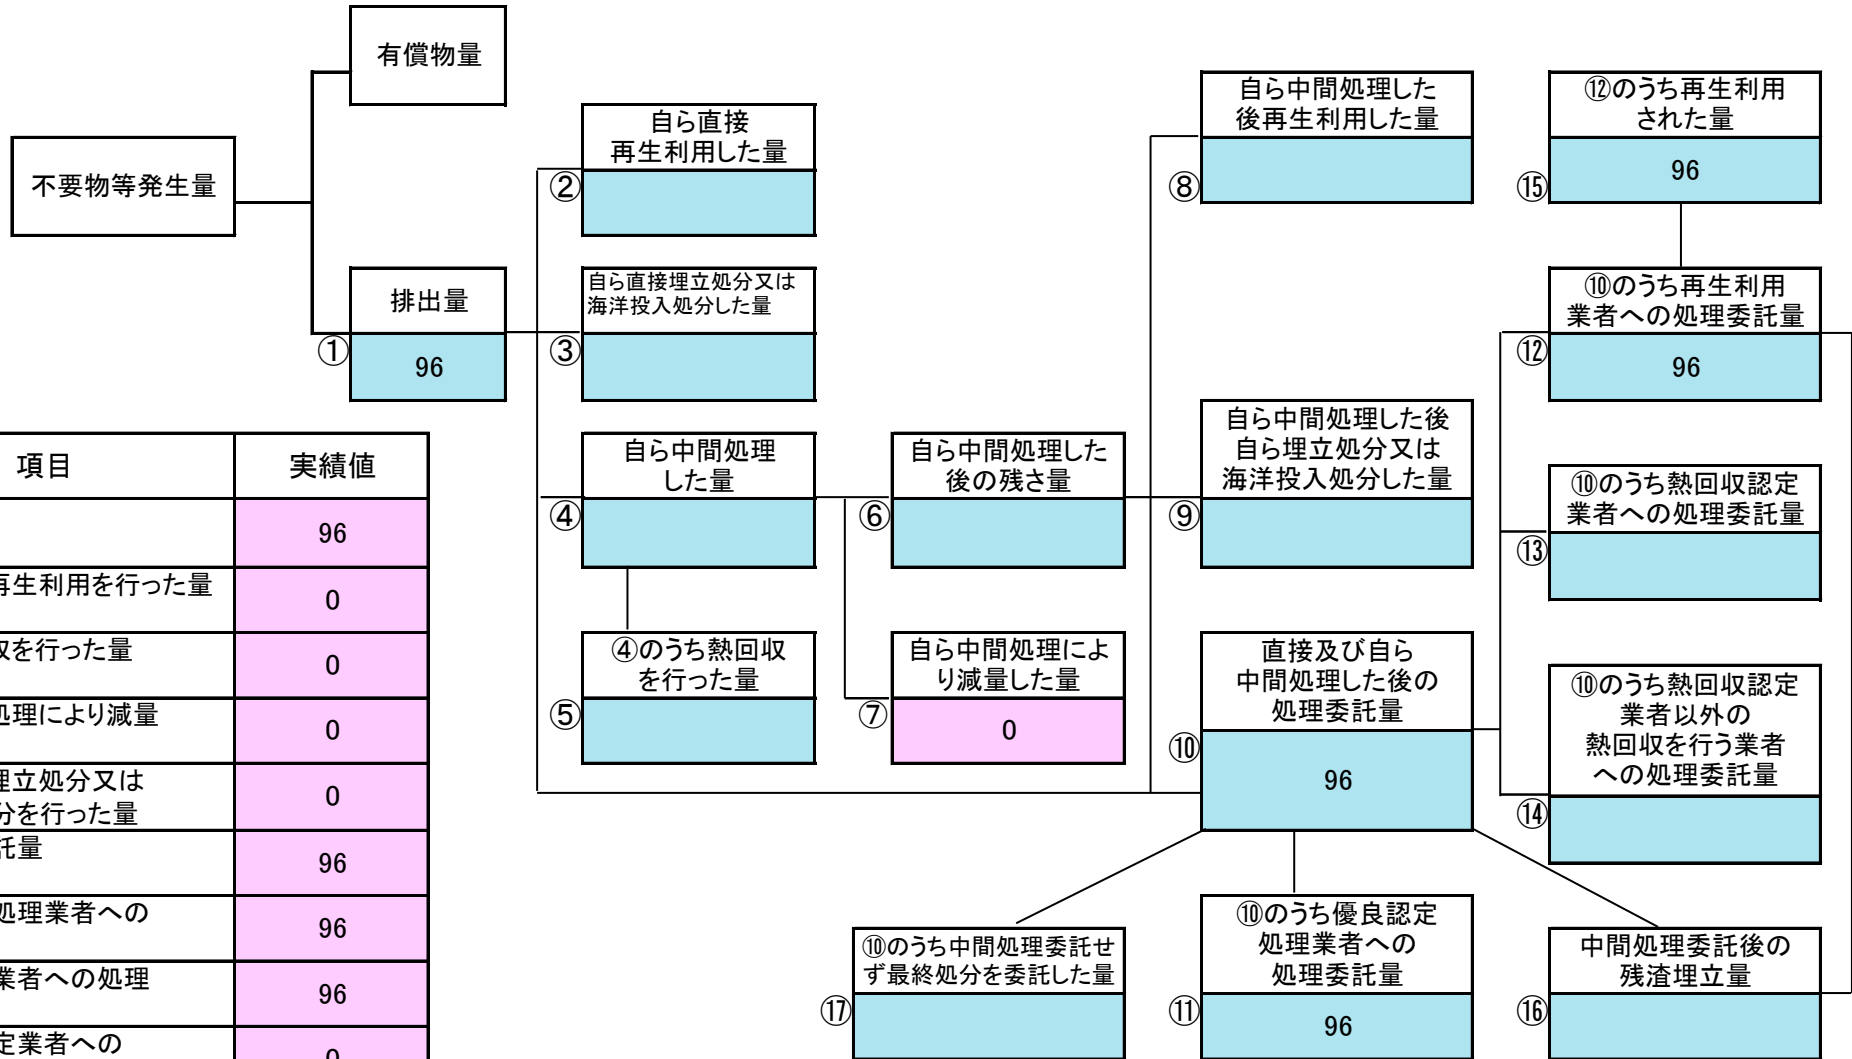 有償物量
不要物等発生量
排出量
①
96
自ら直接
再生利用した量
②
自ら直接埋立処分又は
海洋投入処分した量
③
自ら中間処理
した量
④
④のうち熱回収
を行った量
⑤
自ら中間処理した
後の残さ量
⑥
自ら中間処理によ
り減量した量
⑦
0
自ら中間処理した
後再生利用した量
⑧
自ら中間処理した後
自ら埋立処分又は
海洋投入処分した量
⑨
直接及び自ら
中間処理した後の
処理委託量
⑩
96
⑫のうち再生利用
された量
⑮
96
⑩のうち再生利用
業者への処理委託量
⑫
96
⑩のうち熱回収認定
業者への処理委託量
⑬
⑩のうち熱回収認定
業者以外の
熱回収を行う業者
への処理委託量
⑭
⑩のうち中間処理委託せ
ず最終処分を委託した量
⑰
⑩のうち優良認定
処理業者への
処理委託量
⑪
96
中間処理委託後の
残渣埋立量
⑯
項目 実績値
96
再生利用を行った量
0
を行った量
0
処理により減量
0
埋立処分又は
分を行った量
0
託量
96
処理業者への
96
業者への処理
96
定業者への
0